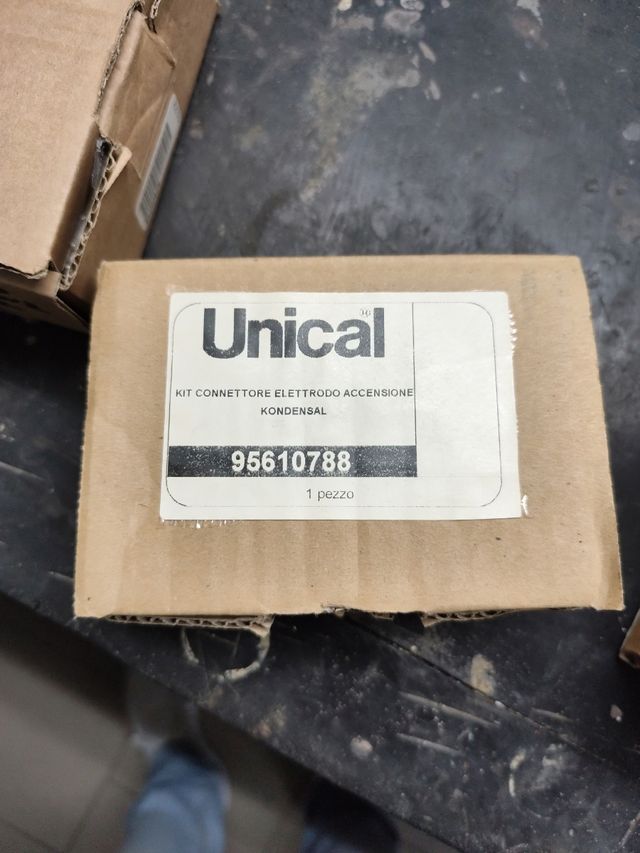 Unical®
KIT CONNETTORE ELETTRODO ACCENSIONE
KONDENSAL
95610788
1 pezzo